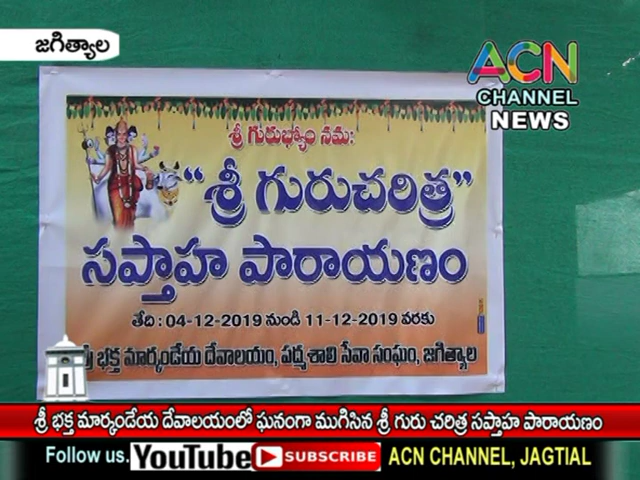 జగిత్యాల
ACN
CHANNEL
NEWS
శ్రీ గురుభ్యోం నమః
"శ్రీ గురుచరిత్ర"
సప్తాహ పారాయణం
తేది : 04-12-2019 నుండి 11-12-2019 వరకు
శ్రీ భక్త మార్కండేయ దేవాలయం, పద్మశాలి సేవా సంఘం, జగిత్యాల
శ్రీ భక్త మార్కండేయ దేవాలయంలో ఘనంగా ముగిసిన శ్రీ గురు చరిత్ర సప్తాహ పారాయణం
Follow us. YouTube SUBSCRIBE ACN CHANNEL, JAGTIAL